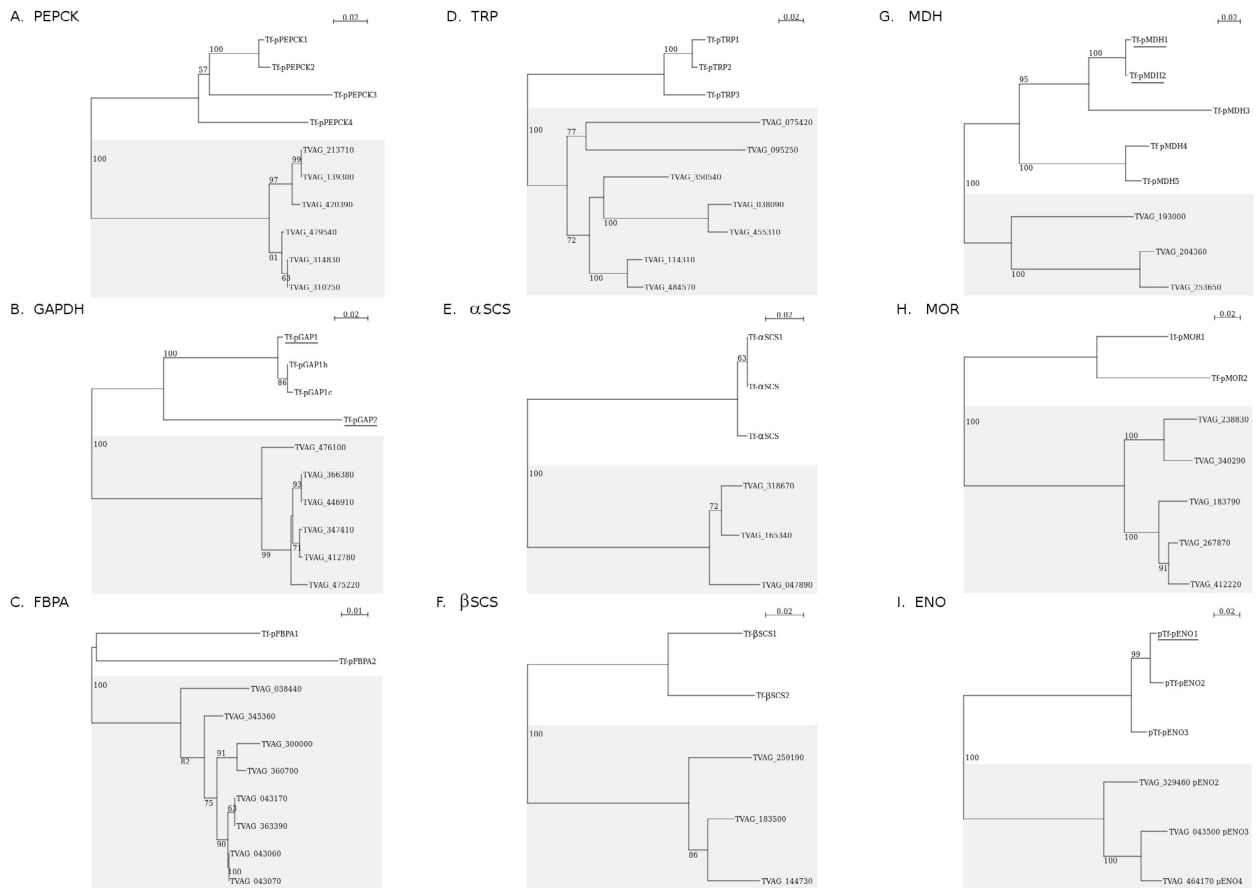 A. PEPCK
0.02
Tf-pPEPCK1
100
Tf-pPEPCK2
57
Tf-pPEPCK3
Tf-pPEPCK4
100
TVAG_213710
99
TVAG_139300
97
TVAG_420390
TVAG_479540
81
TVAG_314830
63
TVAG_310250
B. GAPDH
0.02
Tf-pGAP1
100
Tf-pGAP1b
86
Tf-pGAP1c
Tf-pGAP2
100
TVAG_476100
TVAG_366380
93
TVAG_446910
TVAG_347410
71
TVAG_412780
99
TVAG_475220
C. FBPA
0.01
Tf-pFBPA1
Tf-pFBPA2
100
TVAG_038440
TVAG_345360
82
TVAG_300000
91
TVAG_360700
75
TVAG_043170
63
TVAG_363390
90
TVAG_043060
100
TVAG_043070
D. TRP
0.02
Tf-pTRP1
100
Tf-pTRP2
Tf-pTRP3
100
TVAG_075420
77
TVAG_095250
TVAG_350540
TVAG_038090
100
TVAG_455310
72
TVAG_114310
100
TVAG_484570
E. αSCS
0.02
Tf-αSCS1
63
Tf-αSCS
Tf-αSCS
100
TVAG_318670
72
TVAG_165340
TVAG_047890
F. βSCS
0.02
Tf-βSCS1
Tf-βSCS2
100
TVAG_259190
TVAG_183500
86
TVAG_144730
G. MDH
0.02
Tf-pMDH1
100
Tf-pMDH2
95
Tf-pMDH3
Tf-pMDH4
100
Tf-pMDH5
100
TVAG_193000
TVAG_204360
100
TVAG_253650
H. MOR
0.02
Tf-pMOR1
Tf-pMOR2
100
TVAG_238830
100
TVAG_340290
TVAG_183790
100
TVAG_267870
91
TVAG_412220
I. ENO
0.02
pTf-pENO1
99
pTf-pENO2
pTf-pENO3
100
TVAG_329460 pENO2
TVAG_043500 pENO3
100
TVAG_464170 pENO4